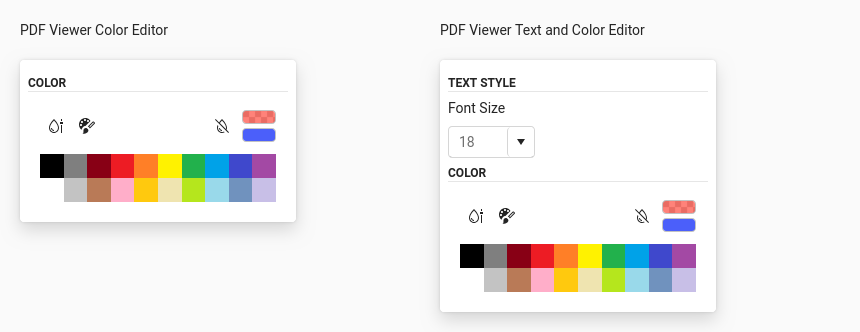 PDF Viewer Color Editor
COLOR
PDF Viewer Text and Color Editor
TEXT STYLE
Font Size
18
COLOR